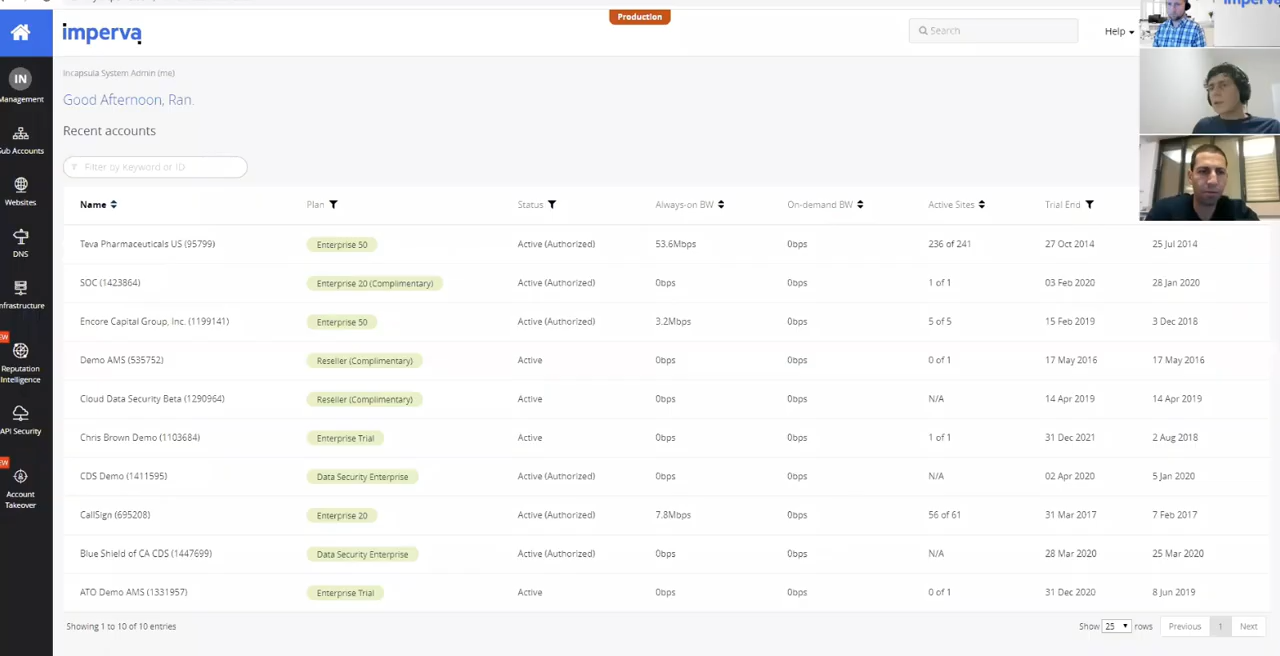 Production
imperva
Search
Help
imperva
Incapsula System Admin (me)
Good Afternoon, Ran.
Recent accounts
Filter by Keyword or ID
IN
Management
Sub Accounts
Websites
DNS
Infrastructure
EW
Reputation
Intelligence
API Security
EW
Account
Takeover
Name Plan Status Always-on BW On-demand BW Active Sites Trial End
Teva Pharmaceuticals US (95799) Enterprise 50 Active (Authorized) 53.6Mbps 0bps 236 of 241 27 Oct 2014 25 Jul 2014
SOC (1423864) Enterprise 20 (Complimentary) Active (Authorized) 0bps 0bps 1 of 1 03 Feb 2020 28 Jan 2020
Encore Capital Group, Inc. (1199141) Enterprise 50 Active (Authorized) 3.2Mbps 0bps 5 of 5 15 Feb 2019 3 Dec 2018
Demo AMS (535752) Reseller (Complimentary) Active 0bps 0bps 0 of 1 17 May 2016 17 May 2016
Cloud Data Security Beta (1290964) Reseller (Complimentary) Active 0bps 0bps N/A 14 Apr 2019 14 Apr 2019
Chris Brown Demo (1103684) Enterprise Trial Active 0bps 0bps 1 of 1 31 Dec 2021 2 Aug 2018
CDS Demo (1411595) Data Security Enterprise Active (Authorized) 0bps 0bps N/A 02 Apr 2020 5 Jan 2020
CallSign (695208) Enterprise 20 Active (Authorized) 7.8Mbps 0bps 56 of 61 31 Mar 2017 7 Feb 2017
Blue Shield of CA CDS (1447699) Data Security Enterprise Active (Authorized) 0bps 0bps N/A 28 Mar 2020 25 Mar 2020
ATO Demo AMS (1331957) Enterprise Trial Active 0bps 0bps 0 of 1 31 Dec 2020 8 Jun 2019
Showing 1 to 10 of 10 entries
Show 25 rows Previous 1 Next